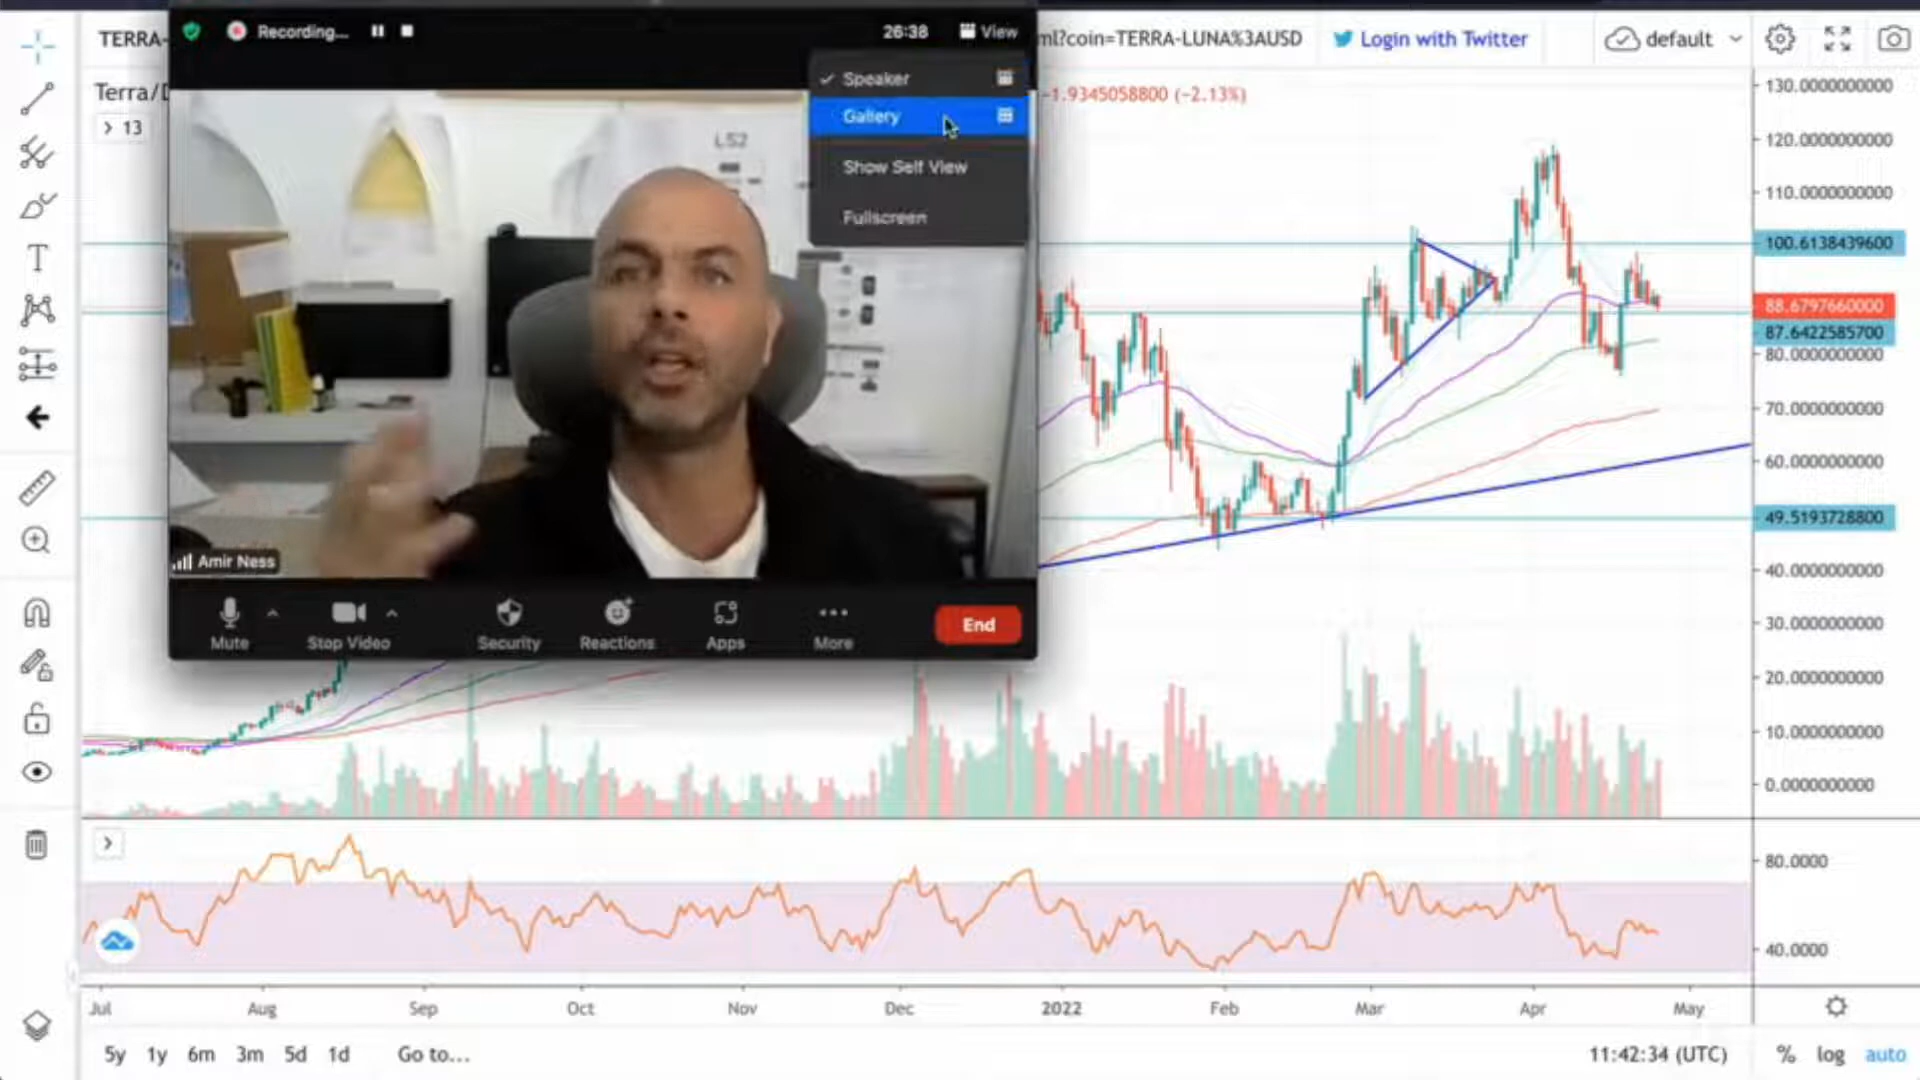 TERRA-
Recording...
26:38
View
ml?coin=TERRA-LUNA%3AUSD
Login with Twitter
default
Terra/D
-1.9345058800 (−2.13%)
13
Speaker
Gallery
Show Self View
Fullscreen
LS2
130.0000000000
120.0000000000
110.0000000000
100.6138439600
88.6797660000
87.6422585700
80.0000000000
70.0000000000
60.0000000000
49.5193728800
40.0000000000
30.0000000000
20.0000000000
10.0000000000
0.0000000000
Amir Ness
Mute
Stop Video
Security
Reactions
Apps
More
End
80.0000
40.0000
Jul
Aug
Sep
Oct
Nov
Dec
2022
Feb
Mar
Apr
May
5y
1y
6m
3m
5d
1d
Go to...
11:42:34 (UTC)
%
log
auto